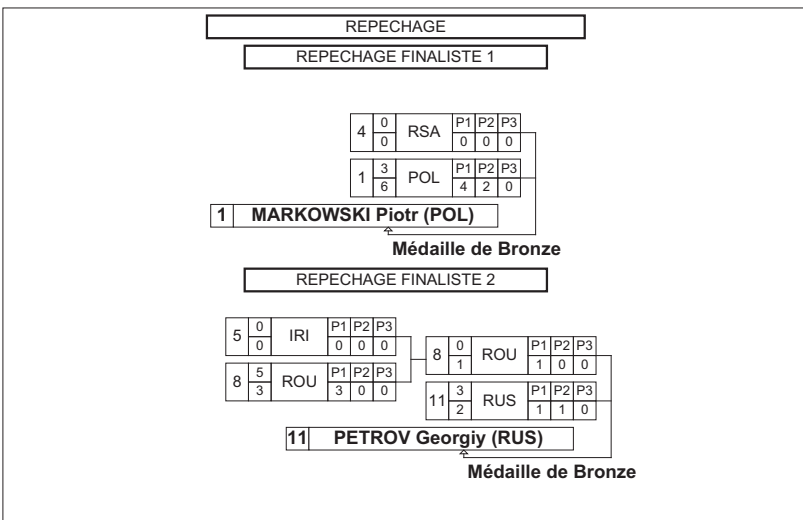 REPECHAGE
REPECHAGE FINALISTE 1
4 0 RSA P1 P2 P3
0 0 0 0
1 3 POL P1 P2 P3
6 4 2 0
1 MARKOWSKI Piotr (POL)
Médaille de Bronze
REPECHAGE FINALISTE 2
5 0 IRI P1 P2 P3
0 0 0 0
8 5 ROU P1 P2 P3
3 3 0 0
8 0 ROU P1 P2 P3
1 1 0 0
11 3 RUS P1 P2 P3
2 1 1 0
11 PETROV Georgiy (RUS)
Médaille de Bronze